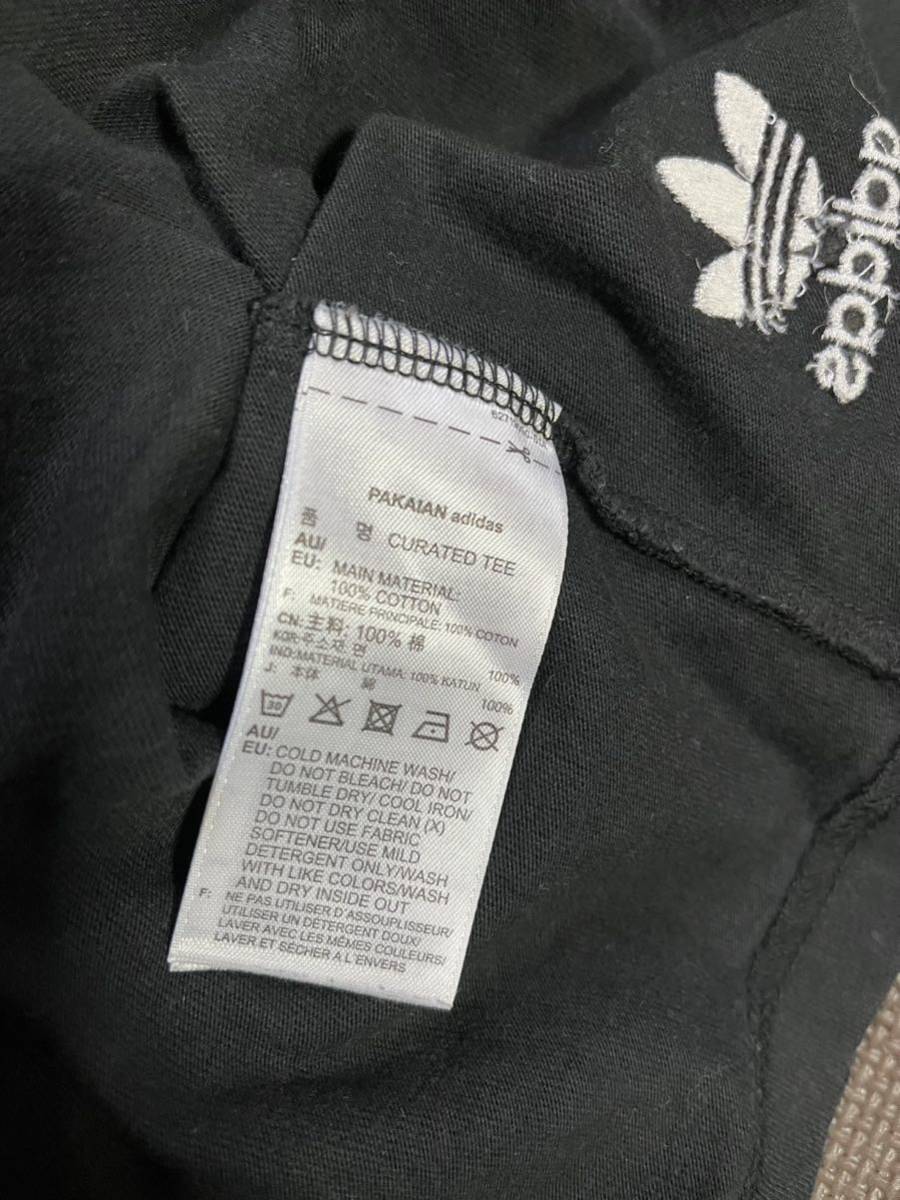 adidas
PAKAIAN adidas
품 명 CURATED TEE
AU/
EU: MAIN MATERIAL:
100% COTTON
F: MATIÈRE PRINCIPALE: 100% COTON
CN: 主料: 100% 棉
KOR: 주소재 면 100%
IND:MATERIAL UTAMA: 100% KATUN
J: 本体 綿 100%
30
AU/
EU: COLD MACHINE WASH/
DO NOT BLEACH/ DO NOT
TUMBLE DRY/ COOL IRON/
DO NOT DRY CLEAN (X)
DO NOT USE FABRIC
SOFTENER/USE MILD
DETERGENT ONLY/WASH
WITH LIKE COLORS/WASH
AND DRY INSIDE OUT
F: NE PAS UTILISER D'ASSOUPLISSEUR/
UTILISER UN DÉTERGENT DOUX/
LAVER AVEC LES MÊMES COULEURS/
LAVER ET SÉCHER A L'ENVERS